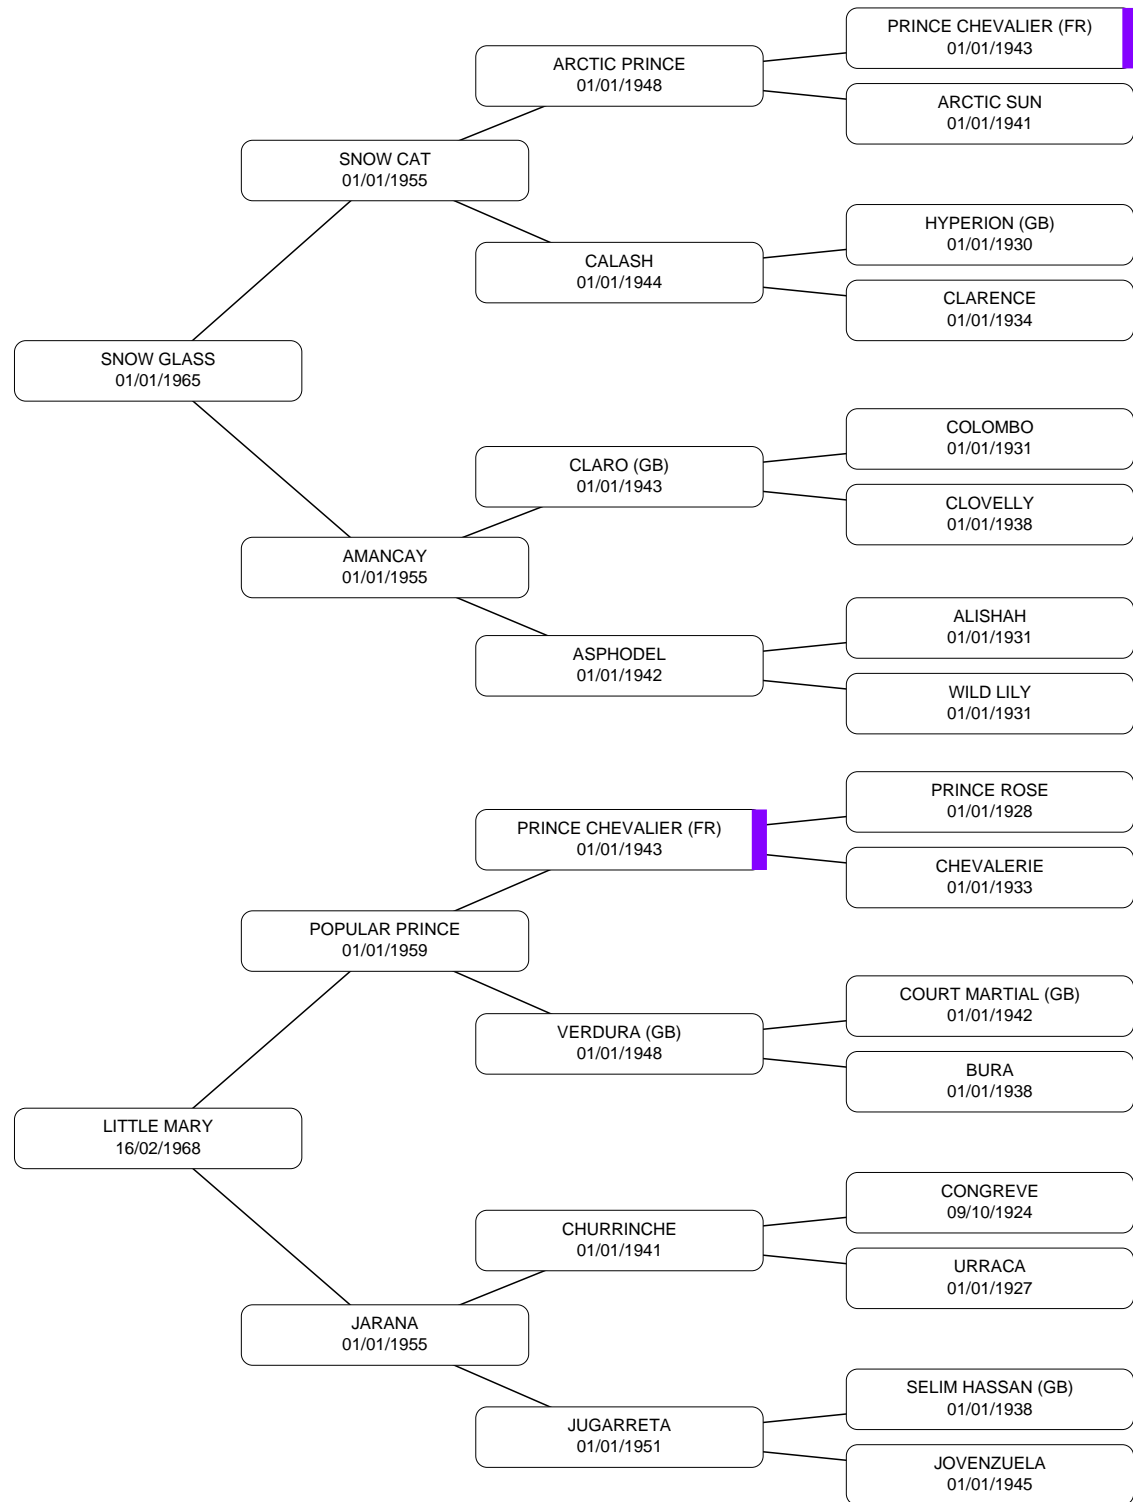 PRINCE CHEVALIER (FR)
01/01/1943
ARCTIC PRINCE
01/01/1948
ARCTIC SUN
01/01/1941
SNOW CAT
01/01/1955
HYPERION (GB)
01/01/1930
CALASH
01/01/1944
CLARENCE
01/01/1934
SNOW GLASS
01/01/1965
COLOMBO
01/01/1931
CLARO (GB)
01/01/1943
CLOVELLY
01/01/1938
AMANCAY
01/01/1955
ALISHAH
01/01/1931
ASPHODEL
01/01/1942
WILD LILY
01/01/1931
PRINCE ROSE
01/01/1928
PRINCE CHEVALIER (FR)
01/01/1943
CHEVALERIE
01/01/1933
POPULAR PRINCE
01/01/1959
COURT MARTIAL (GB)
01/01/1942
VERDURA (GB)
01/01/1948
BURA
01/01/1938
LITTLE MARY
16/02/1968
CONGREVE
09/10/1924
CHURRINCHE
01/01/1941
URRACA
01/01/1927
JARANA
01/01/1955
SELIM HASSAN (GB)
01/01/1938
JUGARRETA
01/01/1951
JOVENZUELA
01/01/1945